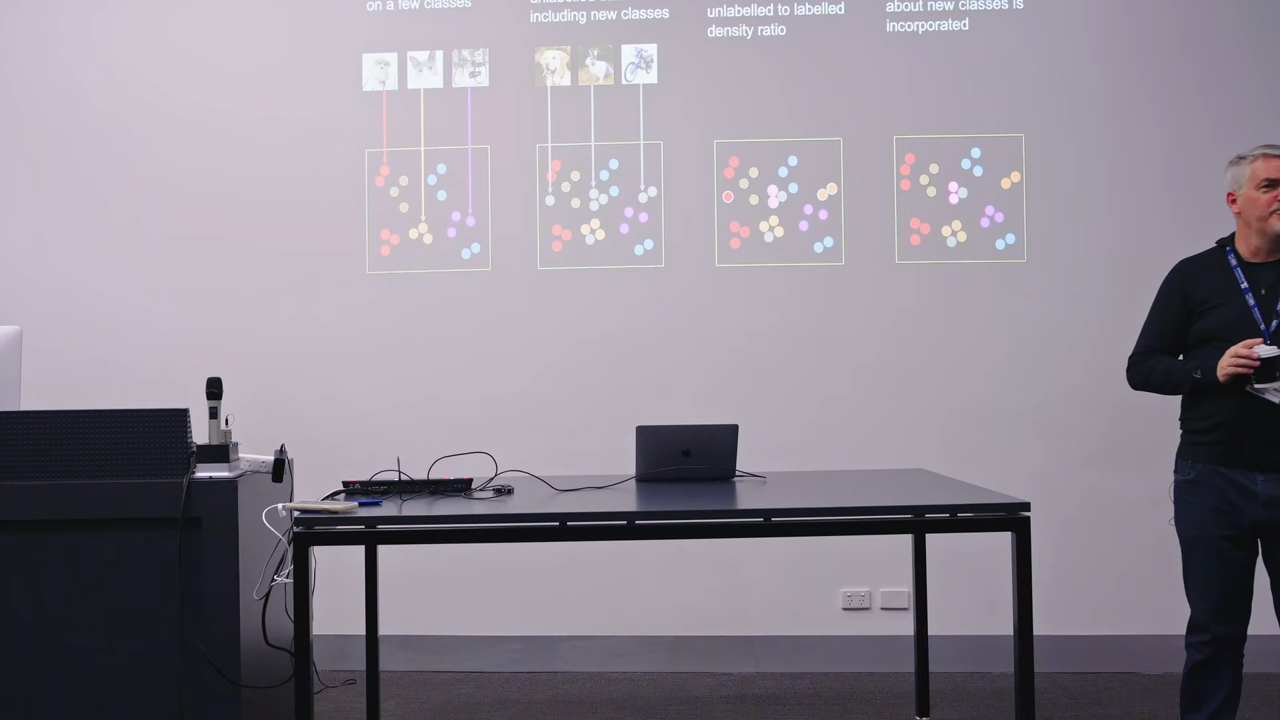 on a few classes
including new classes
unlabelled to labelled
density ratio
about new classes is
incorporated